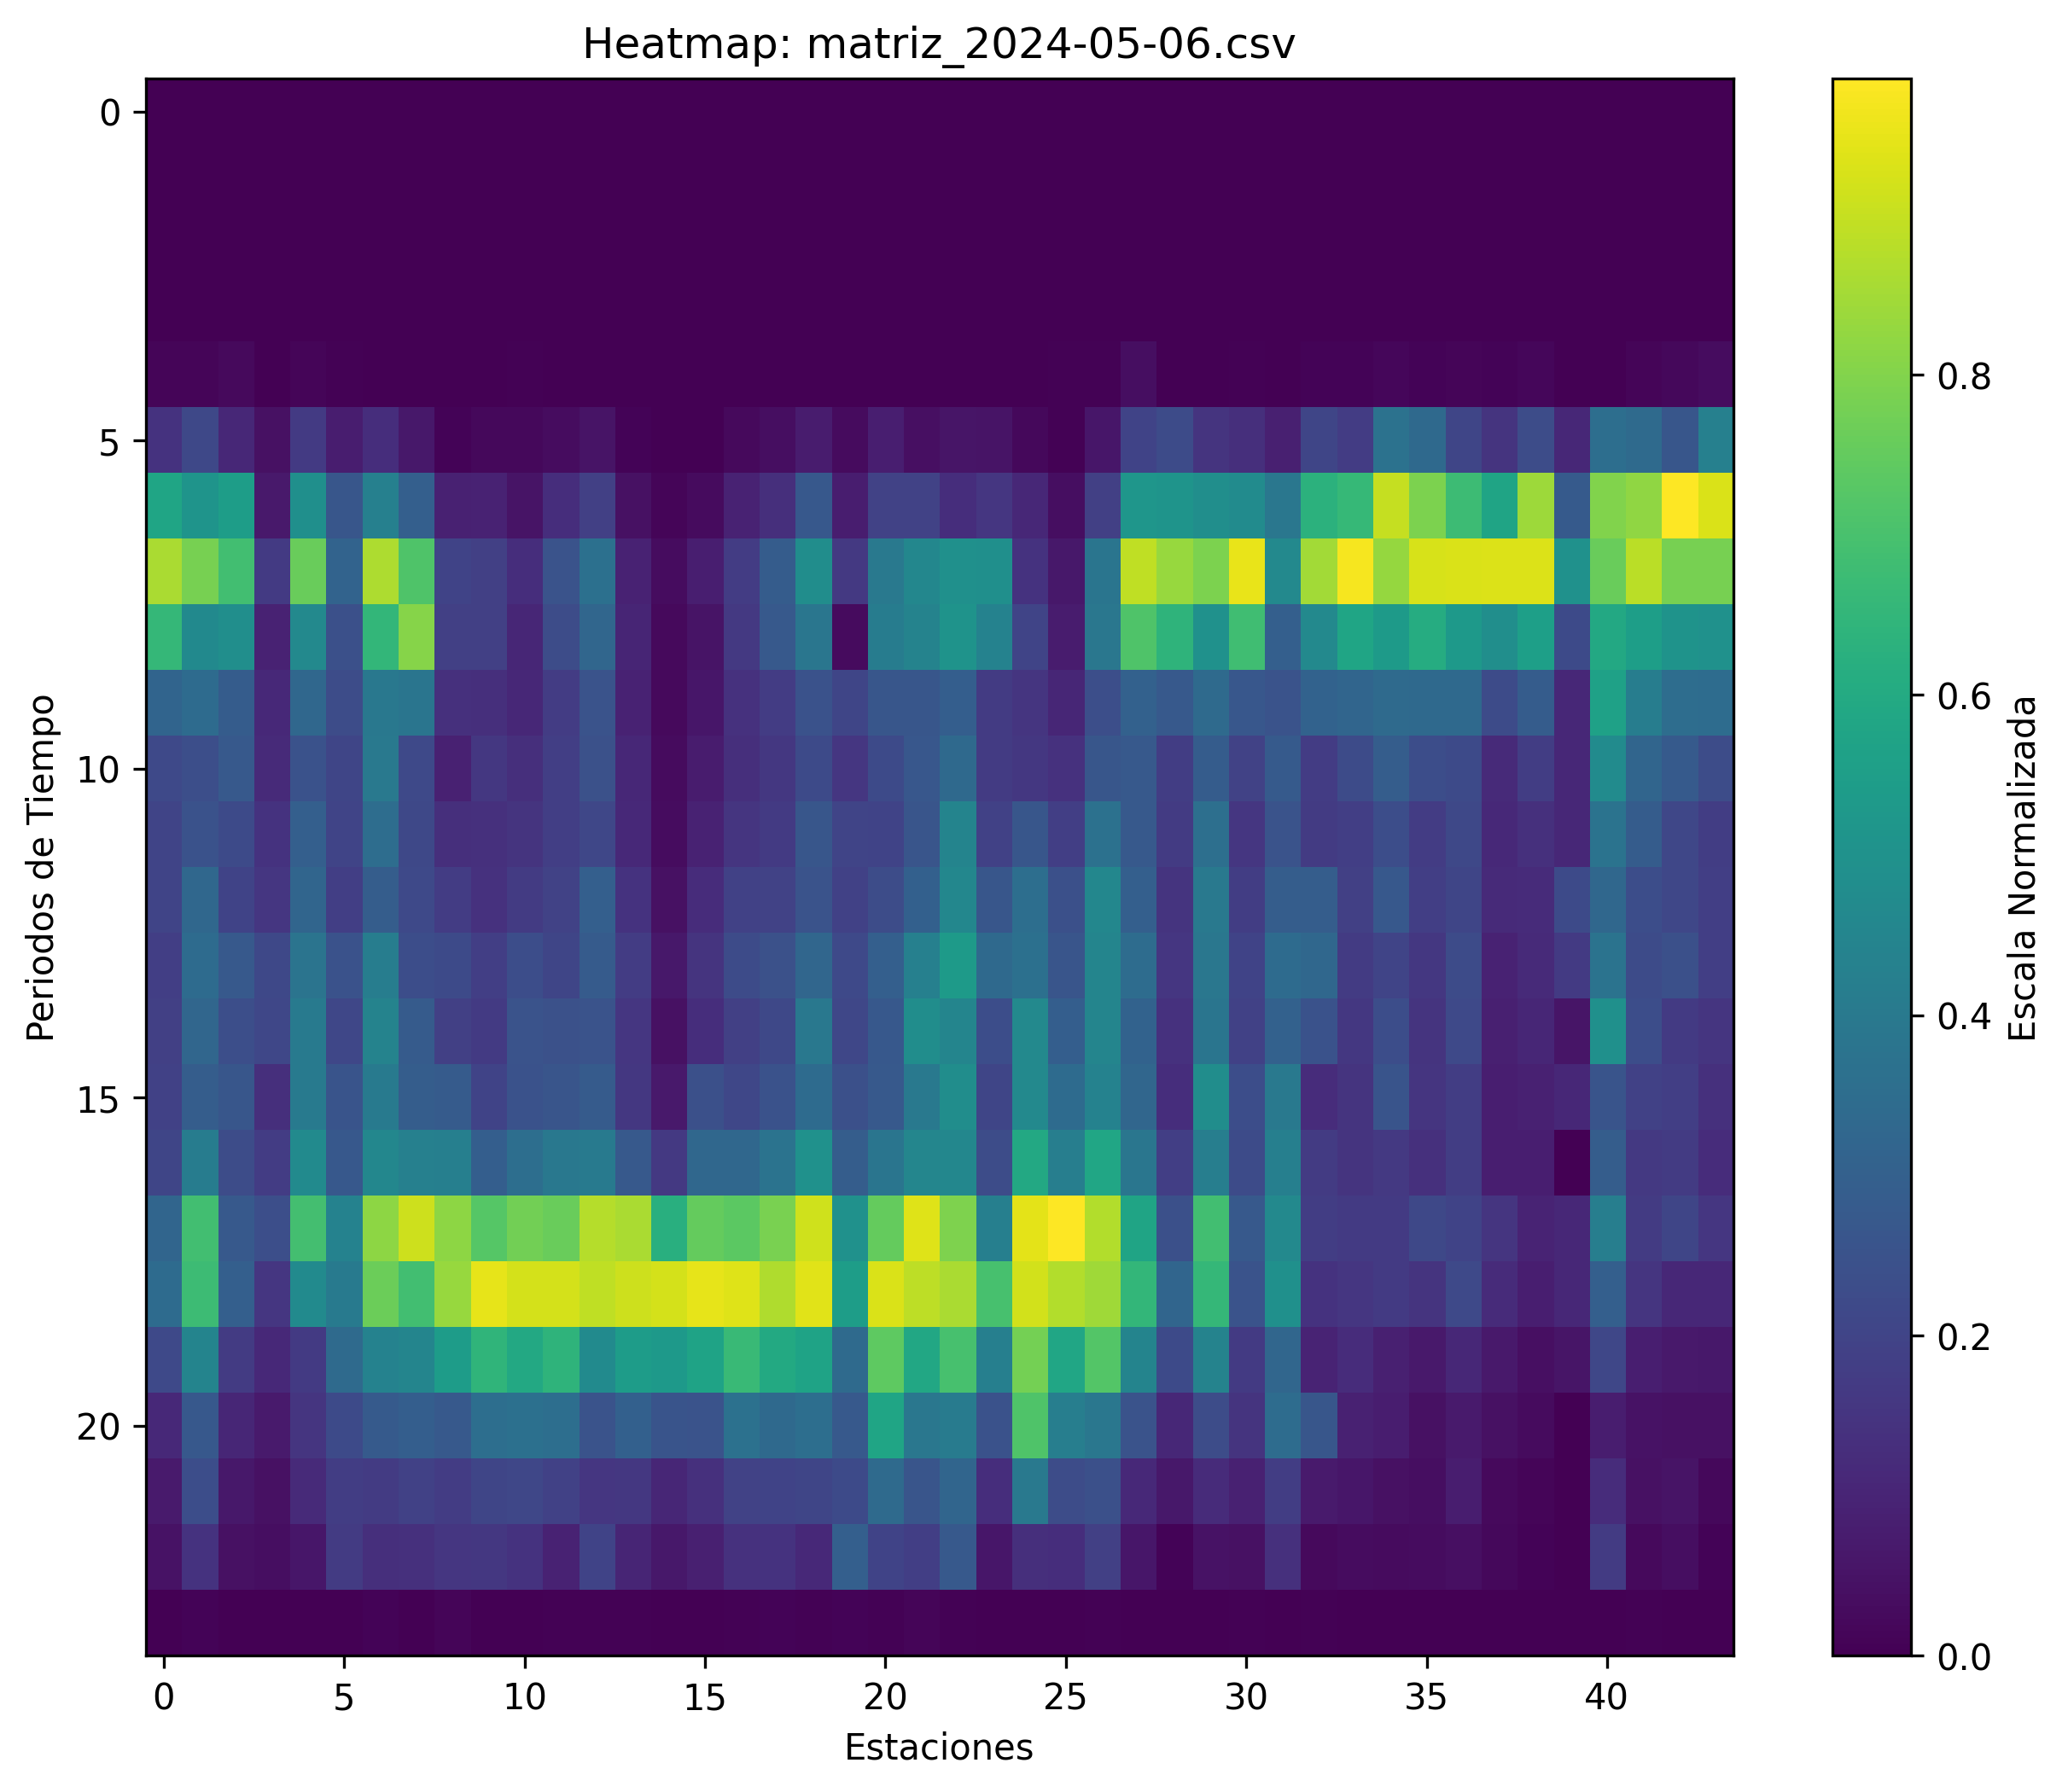 Heatmap: matriz_2024-05-06.csv
0
5
10
15
20
Periodos de Tiempo
0 5 10 15 20 25 30 35 40
Estaciones
0.8
0.6
0.4
0.2
0.0
Escala Normalizada